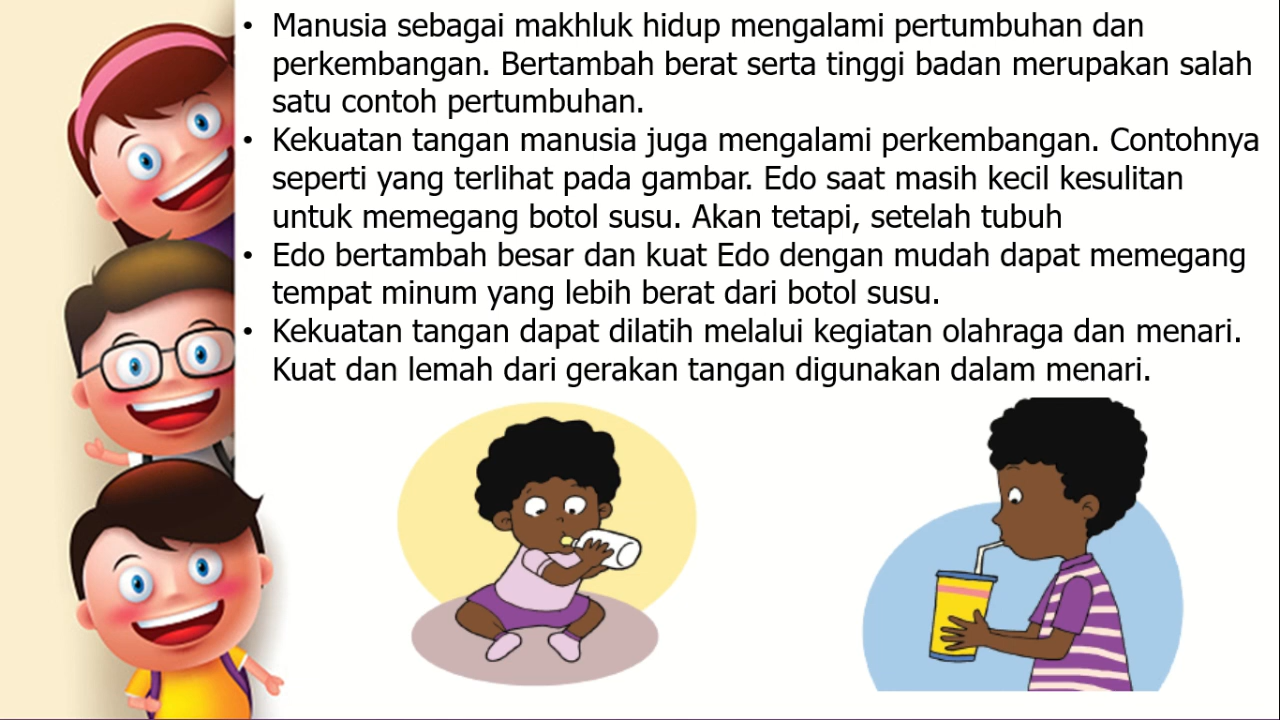 • Manusia sebagai makhluk hidup mengalami pertumbuhan dan
perkembangan. Bertambah berat serta tinggi badan merupakan salah
satu contoh pertumbuhan.
• Kekuatan tangan manusia juga mengalami perkembangan. Contohnya
seperti yang terlihat pada gambar. Edo saat masih kecil kesulitan
untuk memegang botol susu. Akan tetapi, setelah tubuh
• Edo bertambah besar dan kuat Edo dengan mudah dapat memegang
tempat minum yang lebih berat dari botol susu.
• Kekuatan tangan dapat dilatih melalui kegiatan olahraga dan menari.
Kuat dan lemah dari gerakan tangan digunakan dalam menari.